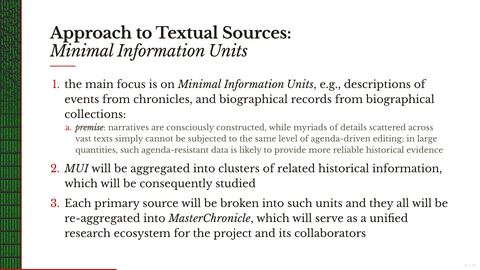 Approach to Textual Sources:
Minimal Information Units
1. the main focus is on Minimal Information Units, e.g., descriptions of
events from chronicles, and biographical records from biographical
collections:
a. premise: narratives are consciously constructed, while myriads of details scattered across
vast texts simply cannot be subjected to the same level of agenda-driven editing; in large
quantities, such agenda-resistant data is likely to provide more reliable historical evidence
2. MUI will be aggregated into clusters of related historical information,
which will be consequently studied
3. Each primary source will be broken into such units and they all will be
re-aggregated into MasterChronicle, which will serve as a unified
research ecosystem for the project and its collaborators